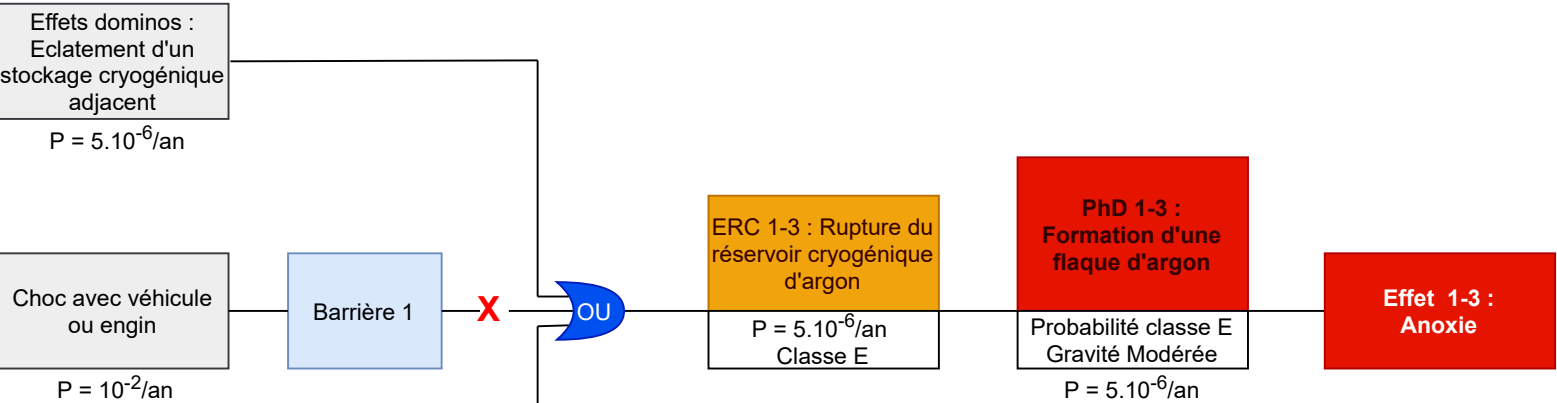 Effets dominos :
Eclatement d'un
stockage cryogénique
adjacent
P = 5.10⁻⁶/an
Choc avec véhicule
ou engin
P = 10⁻²/an
Barrière 1
X
OU
ERC 1-3 : Rupture du
réservoir cryogénique
d'argon
P = 5.10⁻⁶/an
Classe E
PhD 1-3 :
Formation d'une
flaque d'argon
Probabilité classe E
Gravité Modérée
P = 5.10⁻⁶/an
Effet 1-3 :
Anoxie